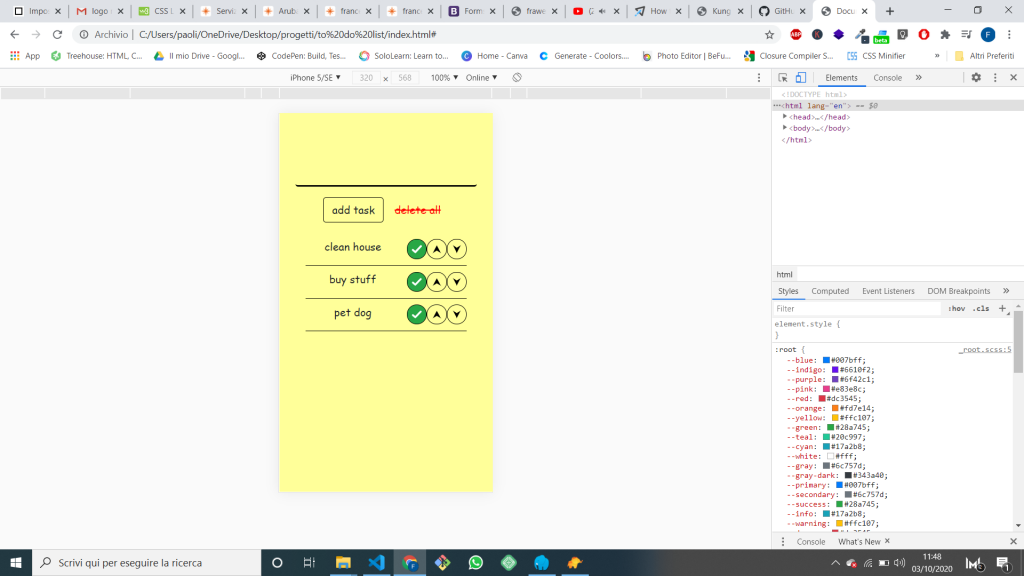 Impo
logo
CSS I
Serviz
Aruba
franc
franc
Form
frawe
How
Kung
GitHu
Docu
Archivio | C:/Users/paoli/OneDrive/Desktop/progetti/to%20do%20list/index.html#
ABP
beta
F
App
Treehouse: HTML, C...
Il mio Drive - Googl...
CodePen: Build, Tes...
SoloLearn: Learn to...
Home - Canva
Generate - Coolors....
Photo Editor | BeFu...
Closure Compiler S...
CSS Minifier
»
Altri Preferiti
iPhone 5/SE ▼ 320 x 568 100% ▼ Online ▼
Elements Console »
<!DOCTYPE html>
⋯<html lang="en"> == $0
▶<head>…</head>
▶<body>…</body>
</html>
add task
delete all
clean house
buy stuff
pet dog
html
Styles Computed Event Listeners DOM Breakpoints »
Filter :hov .cls +
element.style {
}
:root { _root.scss:5
--blue: #007bff;
--indigo: #6610f2;
--purple: #6f42c1;
--pink: #e83e8c;
--red: #dc3545;
--orange: #fd7e14;
--yellow: #ffc107;
--green: #28a745;
--teal: #20c997;
--cyan: #17a2b8;
--white: #fff;
--gray: #6c757d;
--gray-dark: #343a40;
--primary: #007bff;
--secondary: #6c757d;
--success: #28a745;
--info: #17a2b8;
--warning: #ffc107;
Console What's New ×
Scrivi qui per eseguire la ricerca
11:48
03/10/2020